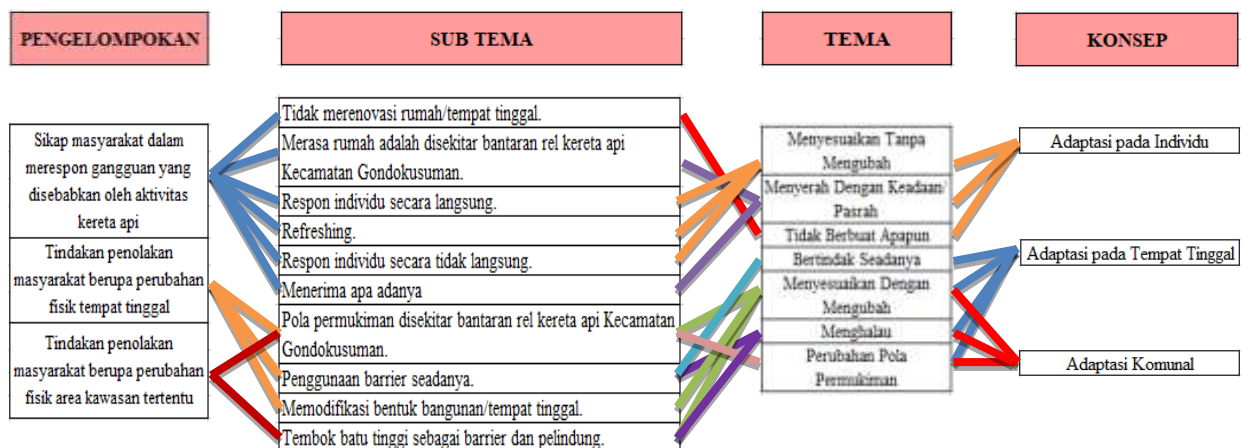 PENGELOMPOKAN
SUB TEMA
TEMA
KONSEP
Sikap masyarakat dalam
merespon gangguan yang
disebabkan oleh aktivitas
kereta api
Tindakan penolakan
masyarakat berupa perubahan
fisik tempat tinggal
Tindakan penolakan
masyarakat berupa perubahan
fisik area kawasan tertentu
Tidak merenovasi rumah/tempat tinggal.
Merasa rumah adalah disekitar bantaran rel kereta api
Kecamatan Gondokusuman.
Respon individu secara langsung.
Refreshing.
Respon individu secara tidak langsung.
Menerima apa adanya
Pola permukiman disekitar bantaran rel kereta api Kecamatan
Gondokusuman.
Penggunaan barrier seadanya.
Memodifikasi bentuk bangunan/tempat tinggal.
Tembok batu tinggi sebagai barrier dan pelindung.
Menyesuaikan Tanpa
Mengubah
Menyerah Dengan Keadaan/
Pasrah
Tidak Berbuat Apapun
Bertindak Seadanya
Menyesuaikan Dengan
Mengubah
Menghalau
Perubahan Pola
Permukiman
Adaptasi pada Individu
Adaptasi pada Tempat Tinggal
Adaptasi Komunal